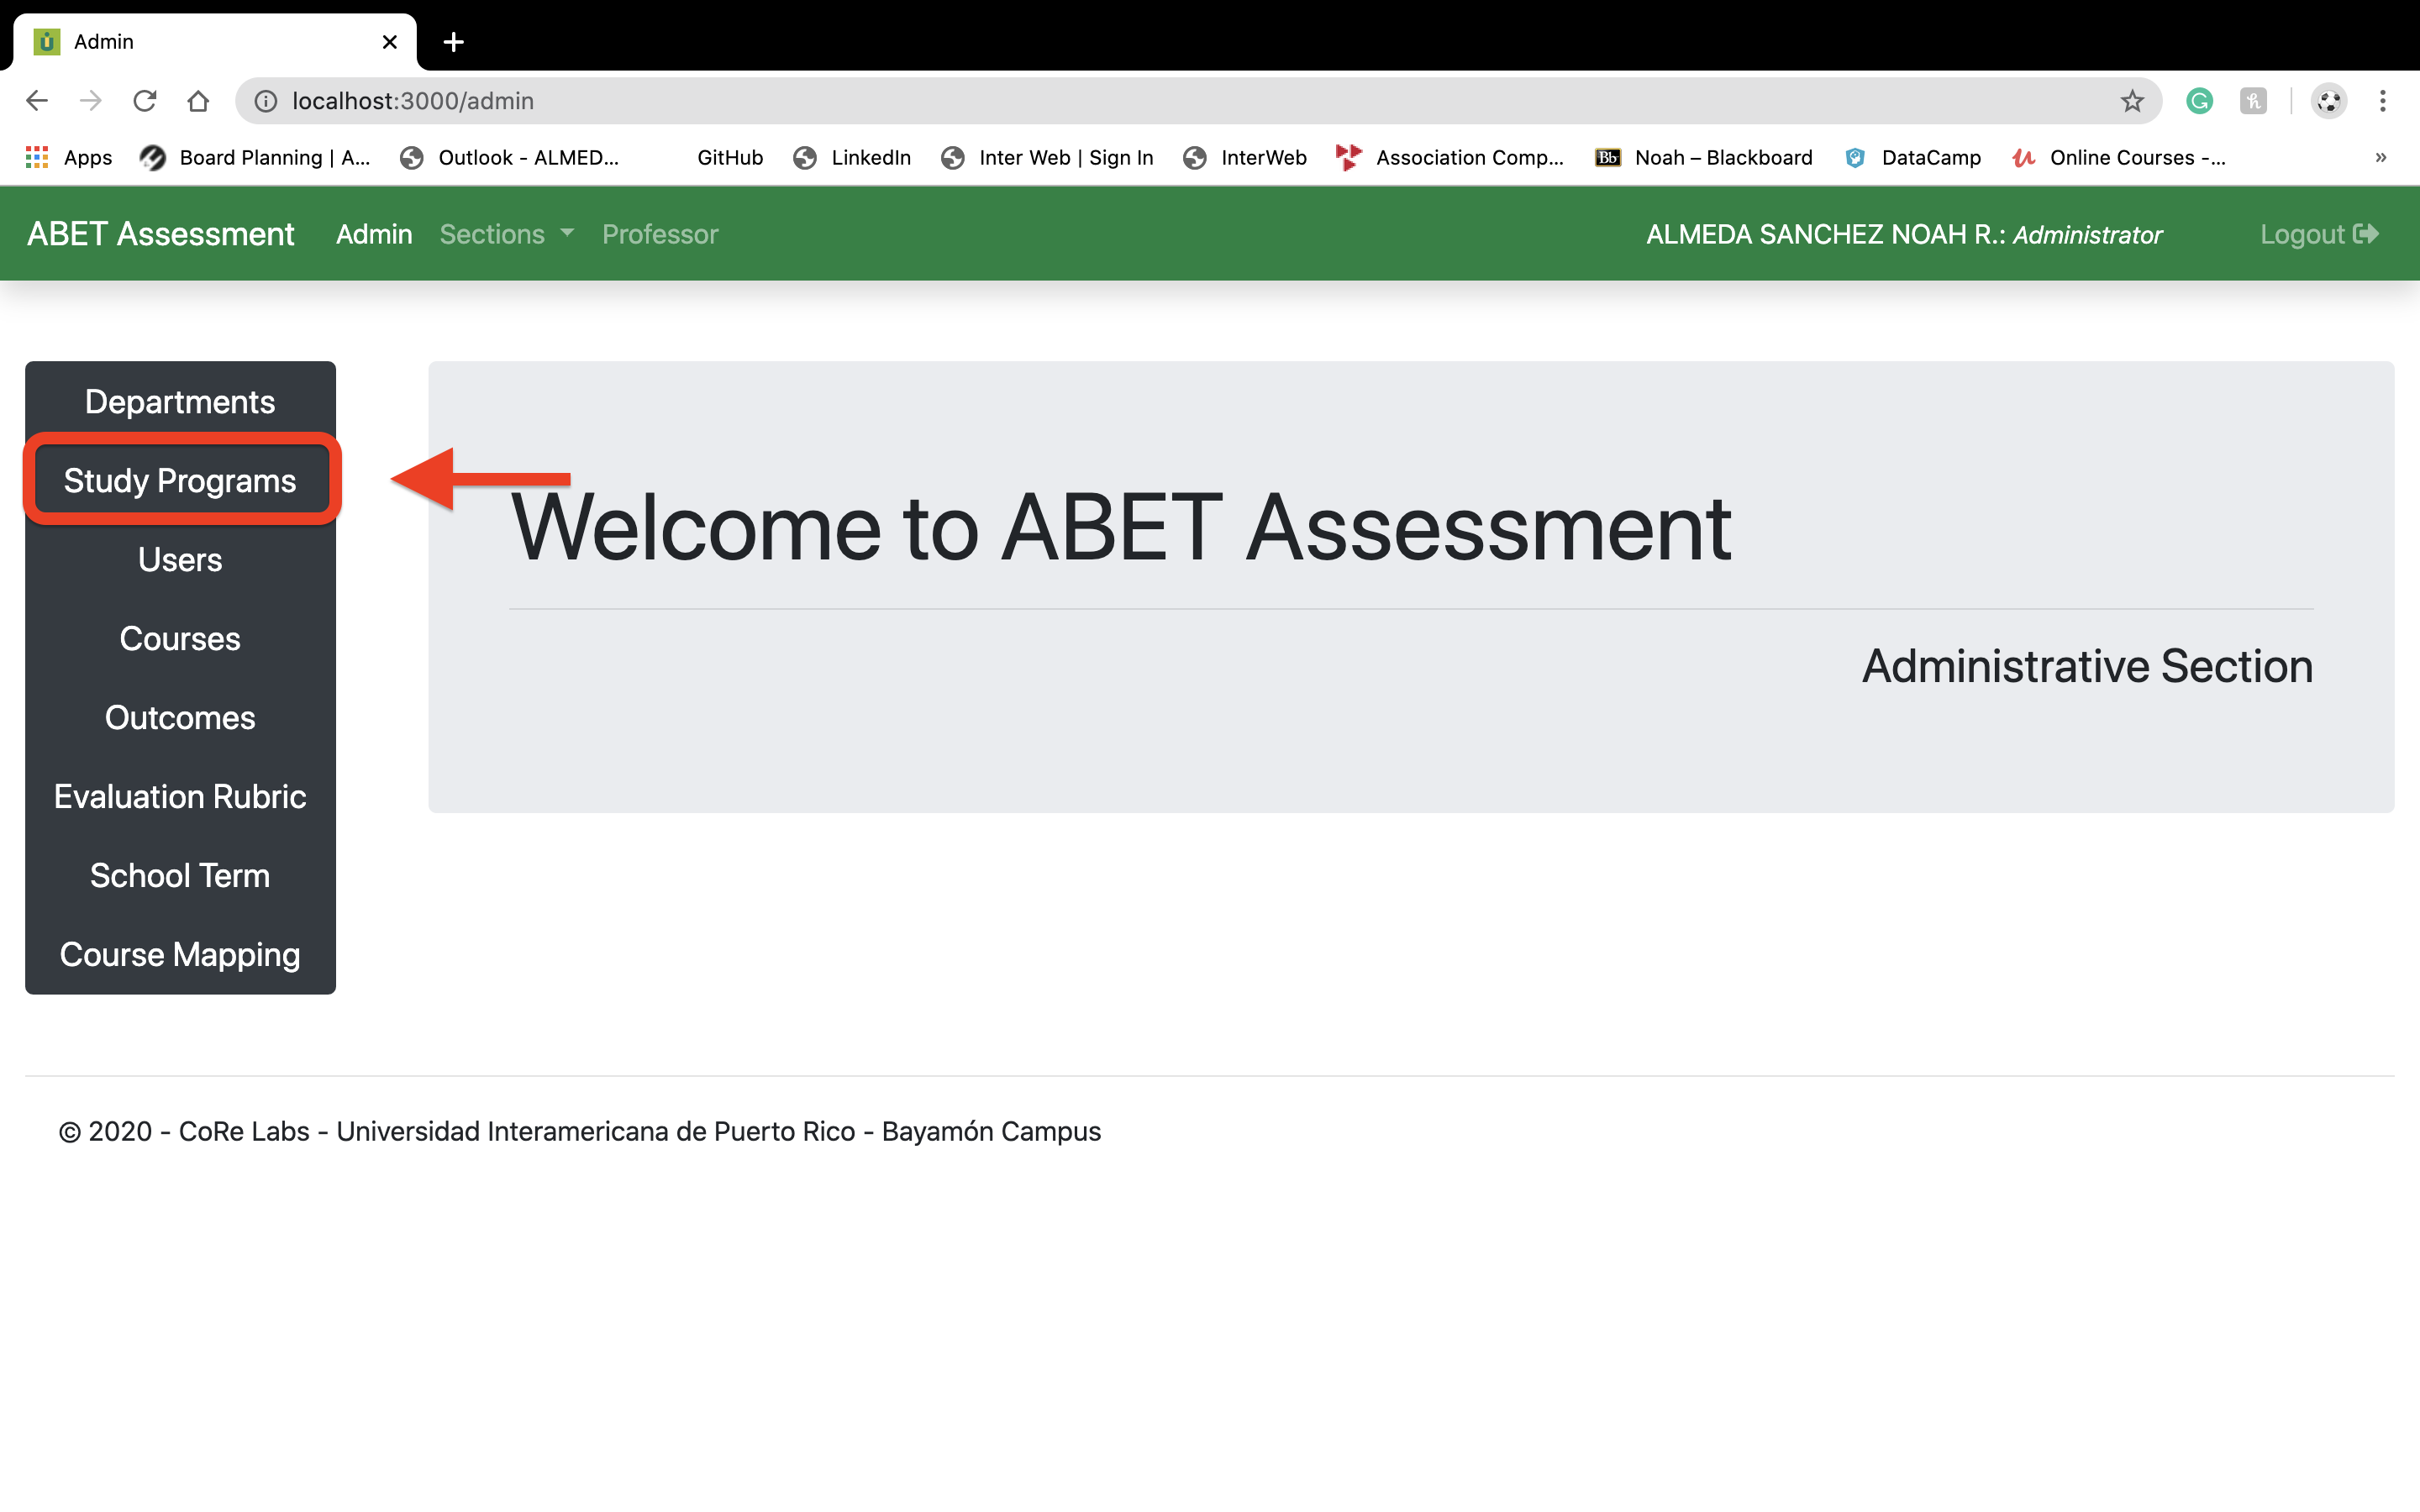 Admin
localhost:3000/admin
Apps Board Planning | A... Outlook - ALMED... GitHub LinkedIn Inter Web | Sign In InterWeb Association Comp... Bb Noah – Blackboard DataCamp Online Courses -... »
ABET Assessment Admin Sections Professor ALMEDA SANCHEZ NOAH R.: Administrator Logout
Departments
Study Programs
Users
Courses
Outcomes
Evaluation Rubric
School Term
Course Mapping
Welcome to ABET Assessment
Administrative Section
© 2020 - CoRe Labs - Universidad Interamericana de Puerto Rico - Bayamón Campus